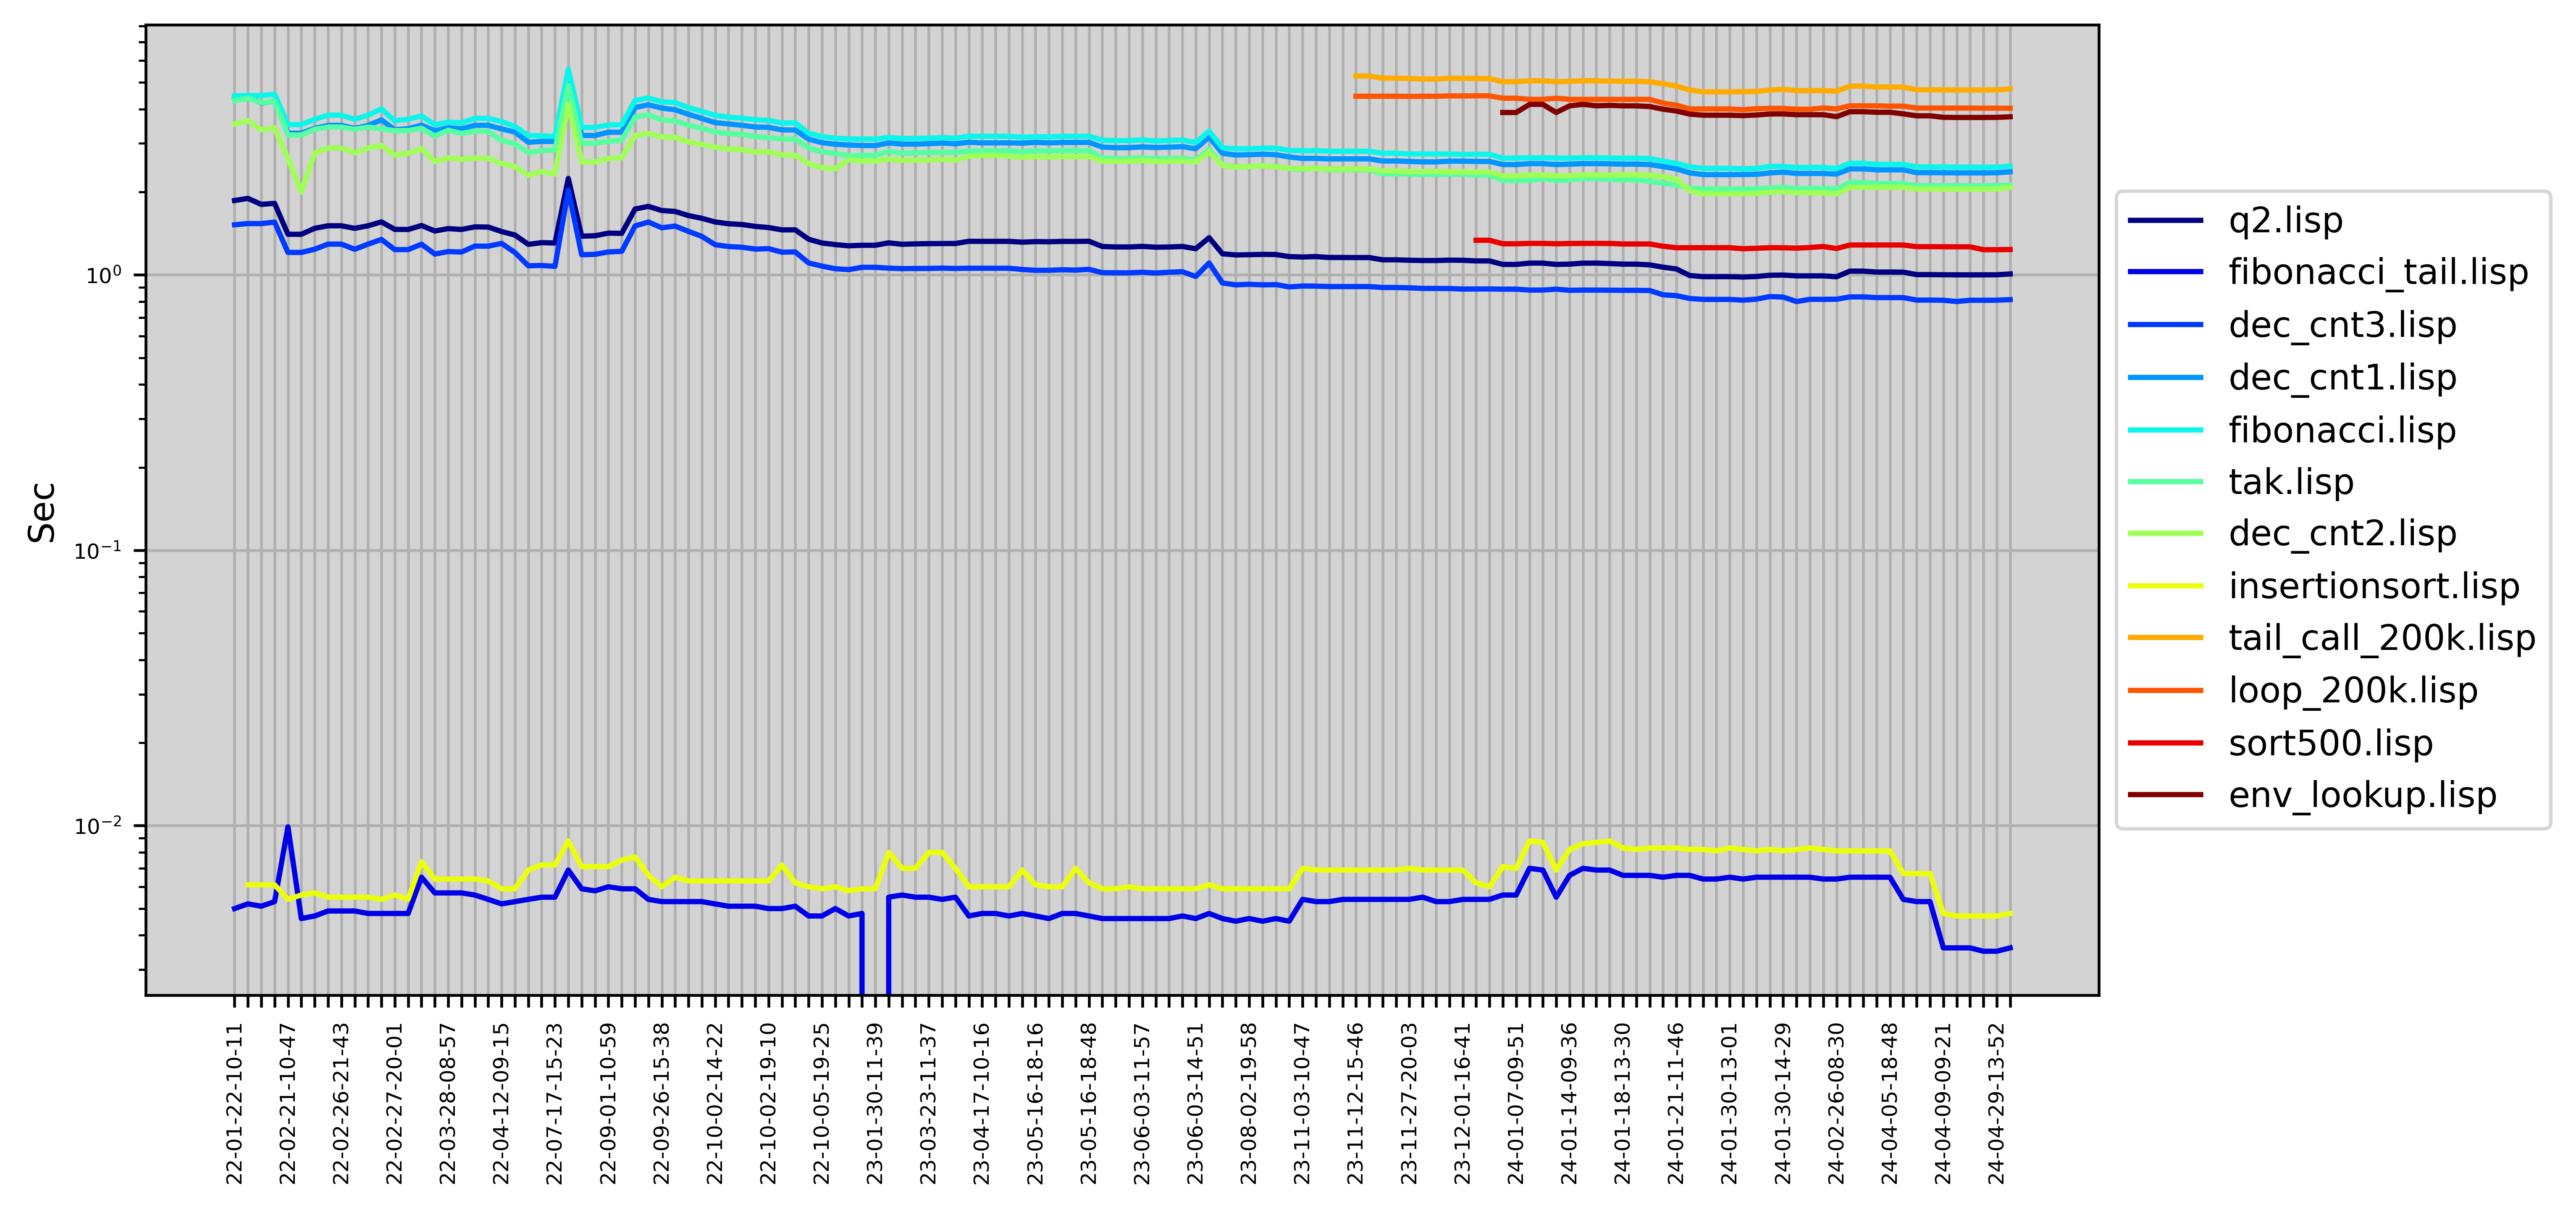 Sec
10⁰
10⁻¹
10⁻²
22-01-22-10-11
22-02-21-10-47
22-02-26-21-43
22-02-27-20-01
22-03-28-08-57
22-04-12-09-15
22-07-17-15-23
22-09-01-10-59
22-09-26-15-38
22-10-02-14-22
22-10-02-19-10
22-10-05-19-25
23-01-30-11-39
23-03-23-11-37
23-04-17-10-16
23-05-16-18-16
23-05-16-18-48
23-06-03-11-57
23-06-03-14-51
23-08-02-19-58
23-11-03-10-47
23-11-12-15-46
23-11-27-20-03
23-12-01-16-41
24-01-07-09-51
24-01-14-09-36
24-01-18-13-30
24-01-21-11-46
24-01-30-13-01
24-01-30-14-29
24-02-26-08-30
24-04-05-18-48
24-04-09-09-21
24-04-29-13-52
q2.lisp
fibonacci_tail.lisp
dec_cnt3.lisp
dec_cnt1.lisp
fibonacci.lisp
tak.lisp
dec_cnt2.lisp
insertionsort.lisp
tail_call_200k.lisp
loop_200k.lisp
sort500.lisp
env_lookup.lisp